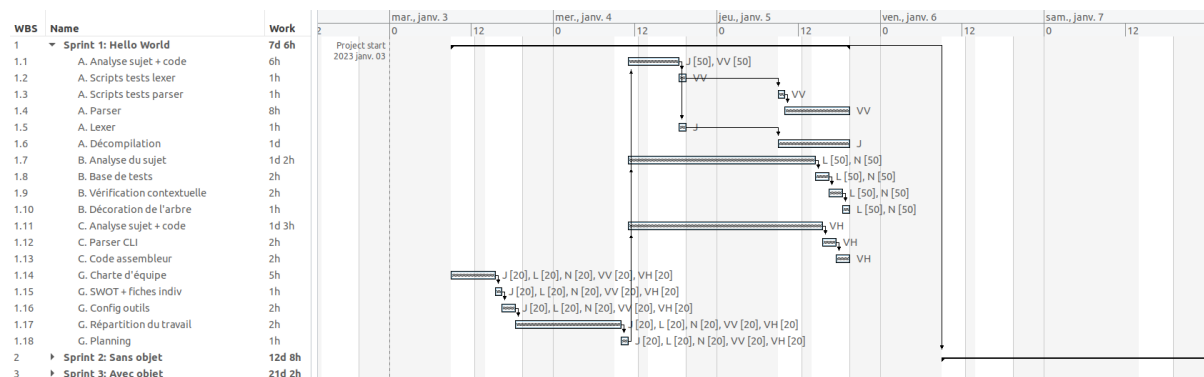 mar., janv. 3 mer., janv. 4 jeu., janv. 5 ven., janv. 6 sam., janv. 7
WBS Name Work 2 0 12 0 12 0 12 0 12 0 12
1 Sprint 1: Hello World 7d 6h Project start
2023 janv. 03
1.1 A. Analyse sujet + code 6h J [50], VV [50]
1.2 A. Scripts tests lexer 1h VV
1.3 A. Scripts tests parser 1h VV
1.4 A. Parser 8h VV
1.5 A. Lexer 1h J
1.6 A. Décompilation 1d J
1.7 B. Analyse du sujet 1d 2h L [50], N [50]
1.8 B. Base de tests 2h L [50], N [50]
1.9 B. Vérification contextuelle 2h L [50], N [50]
1.10 B. Décoration de l'arbre 1h L [50], N [50]
1.11 C. Analyse sujet + code 1d 3h VH
1.12 C. Parser CLI 2h VH
1.13 C. Code assembleur 2h VH
1.14 G. Charte d'équipe 5h J [20], L [20], N [20], VV [20], VH [20]
1.15 G. SWOT + fiches indiv 1h J [20], L [20], N [20], VV [20], VH [20]
1.16 G. Config outils 2h J [20], L [20], N [20], VV [20], VH [20]
1.17 G. Répartition du travail 2h J [20], L [20], N [20], VV [20], VH [20]
1.18 G. Planning 1h J [20], L [20], N [20], VV [20], VH [20]
2 Sprint 2: Sans objet 12d 8h
3 Sprint 3: Avec objet 21d 2h